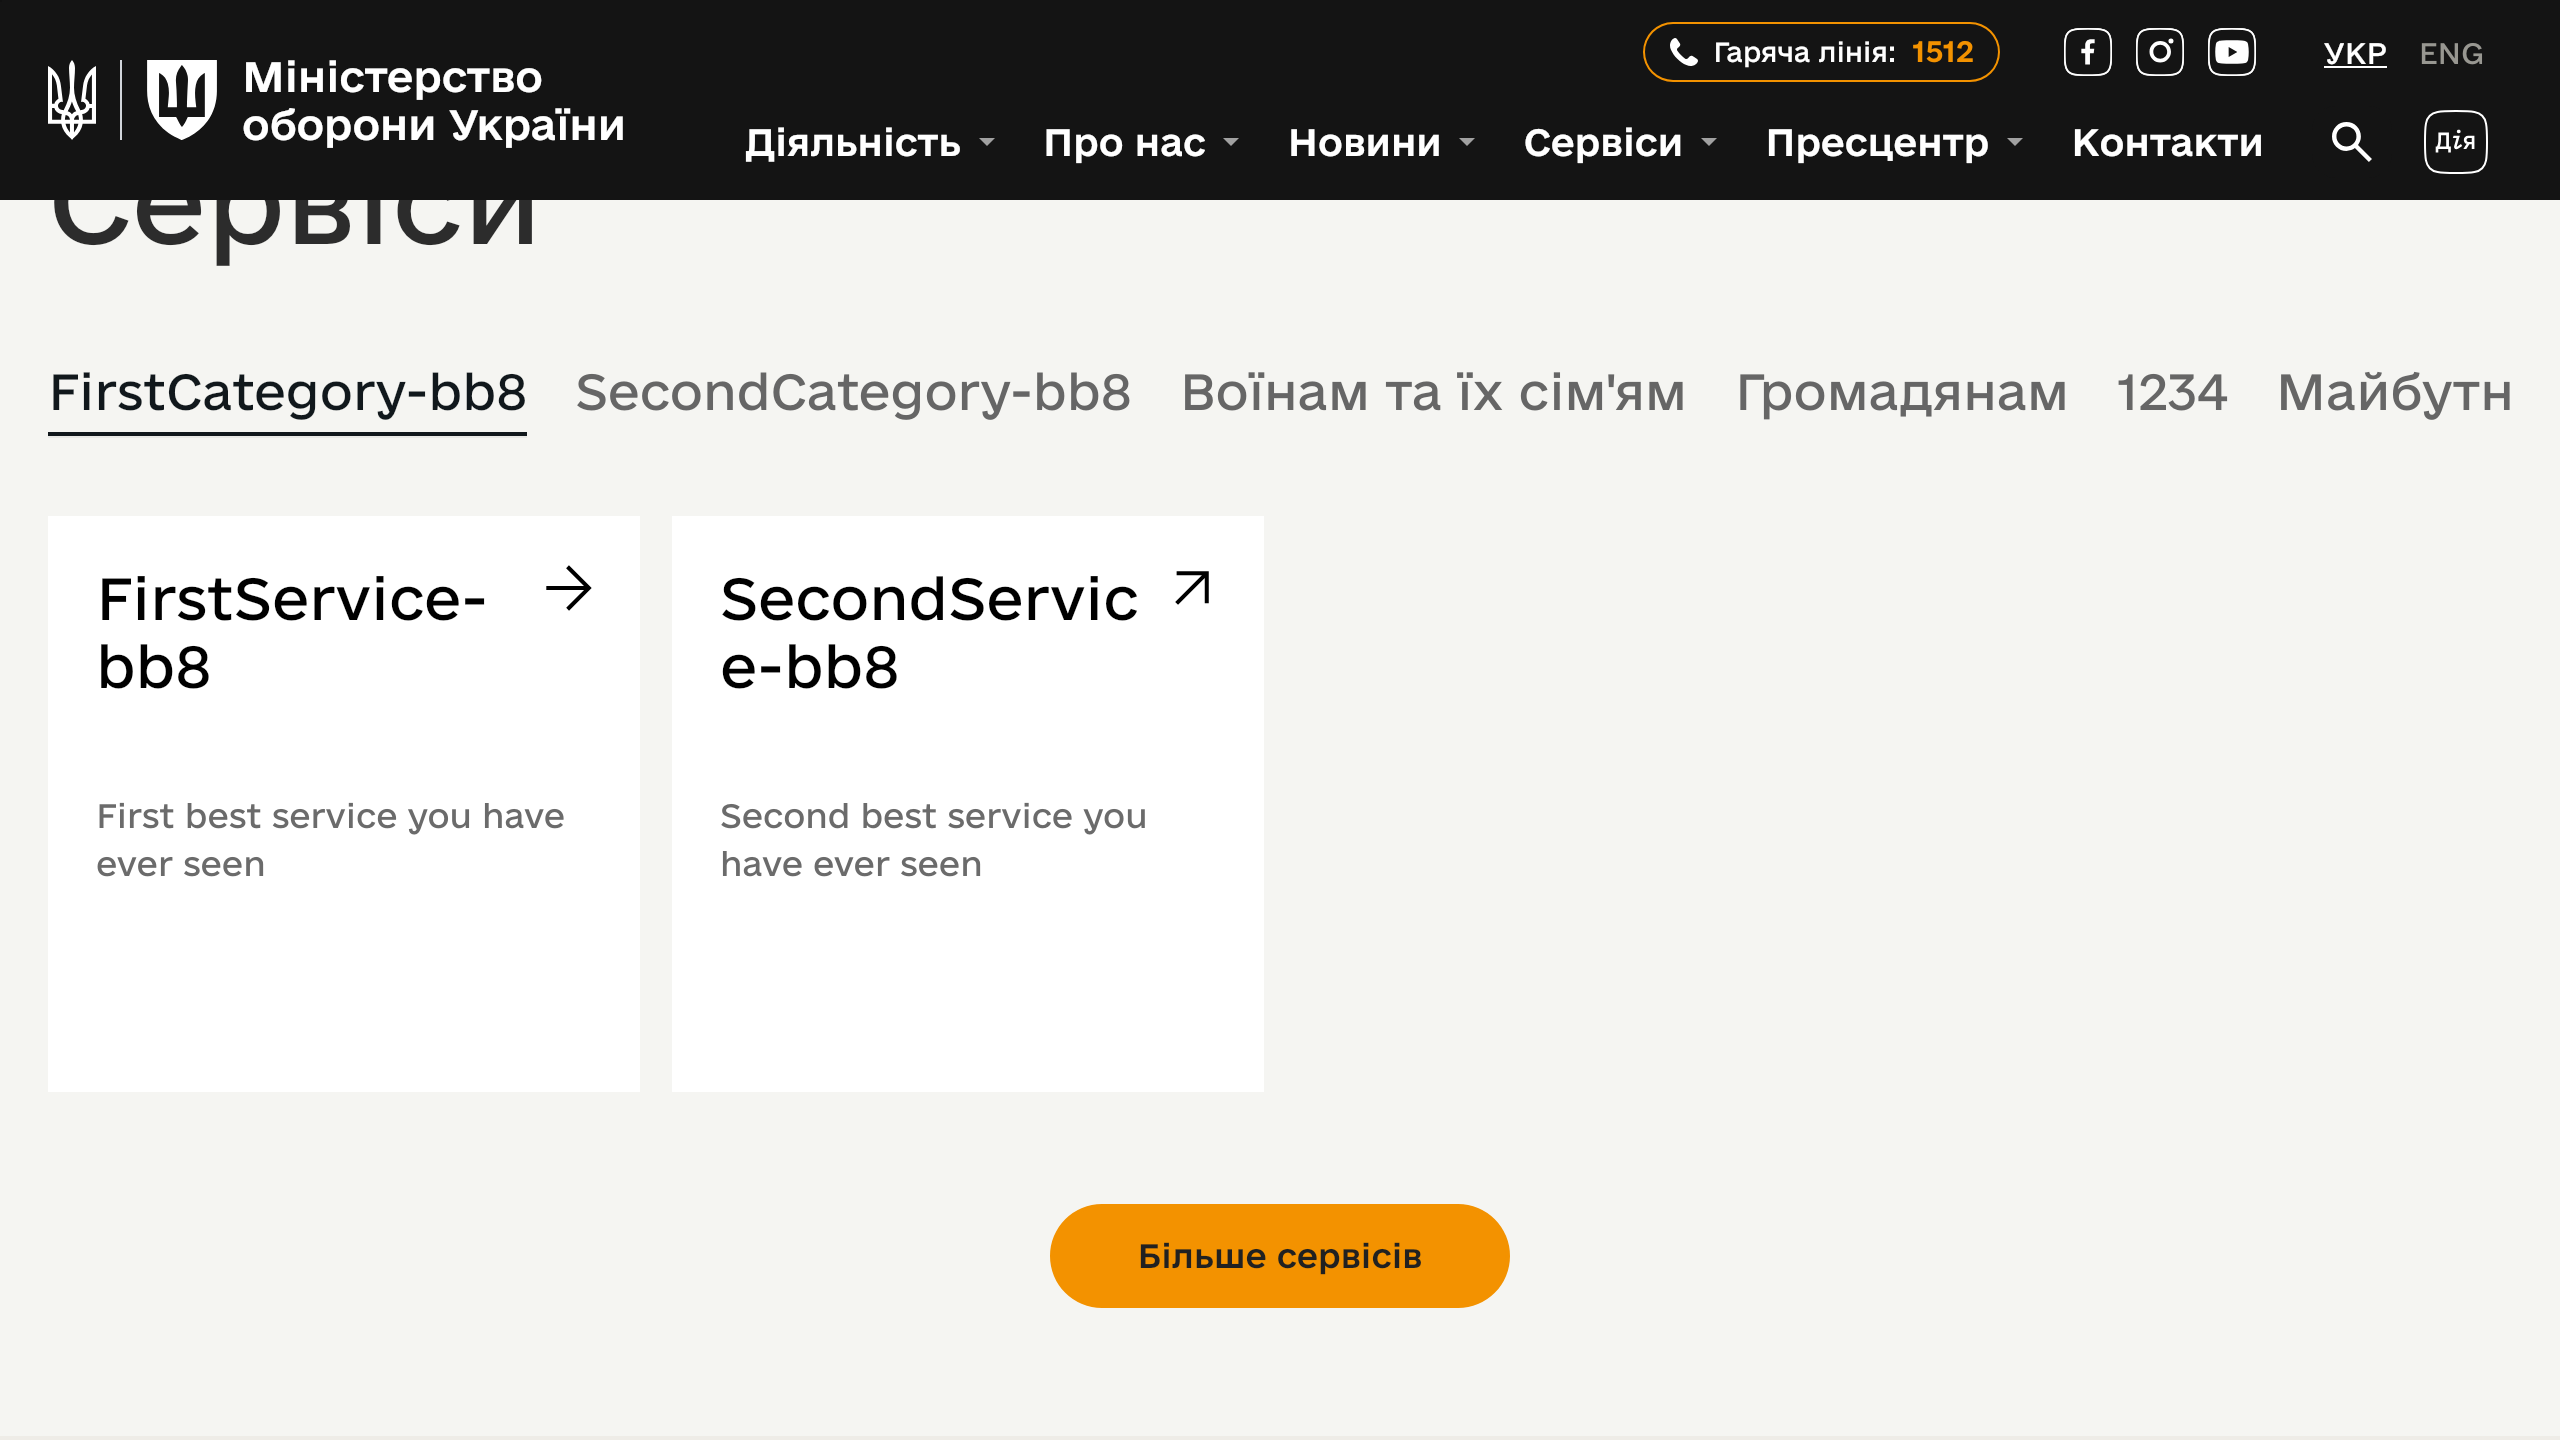 Гаряча лінія: 1512
УКР ENG
Міністерство
оборони України
Діяльність Про нас Новини Сервіси Пресцентр Контакти Дія
Сервіси
FirstCategory-bb8 SecondCategory-bb8 Воїнам та їх сім'ям Громадянам 1234 Майбутн
FirstService-
bb8
First best service you have
ever seen
SecondServic
e-bb8
Second best service you
have ever seen
Більше сервісів